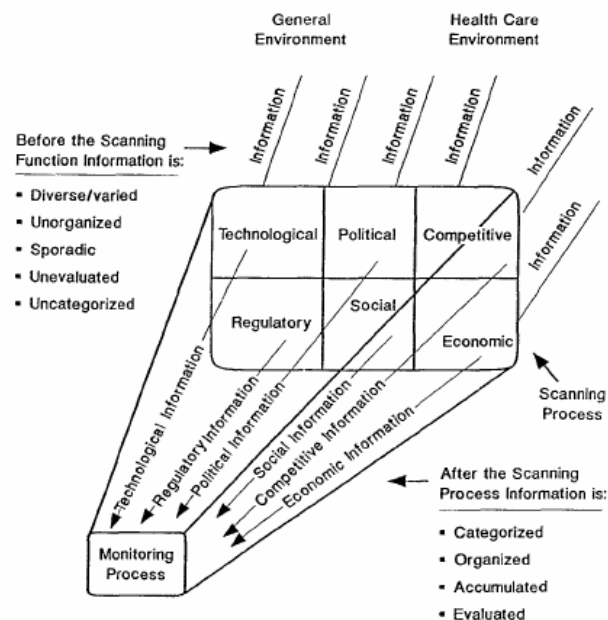 General
Environment
Health Care
Environment
Information
Information
Information
Information
Information
Information
Before the Scanning
Function Information is:
▪ Diverse/varied
▪ Unorganized
▪ Sporadic
▪ Unevaluated
▪ Uncategorized
Technological
Political
Competitive
Regulatory
Social
Economic
Scanning
Process
Technological Information
Regulatory Information
Political Information
Social Information
Competitive Information
Economic Information
Monitoring
Process
After the Scanning
Process Information is:
▪ Categorized
▪ Organized
▪ Accumulated
▪ Evaluated